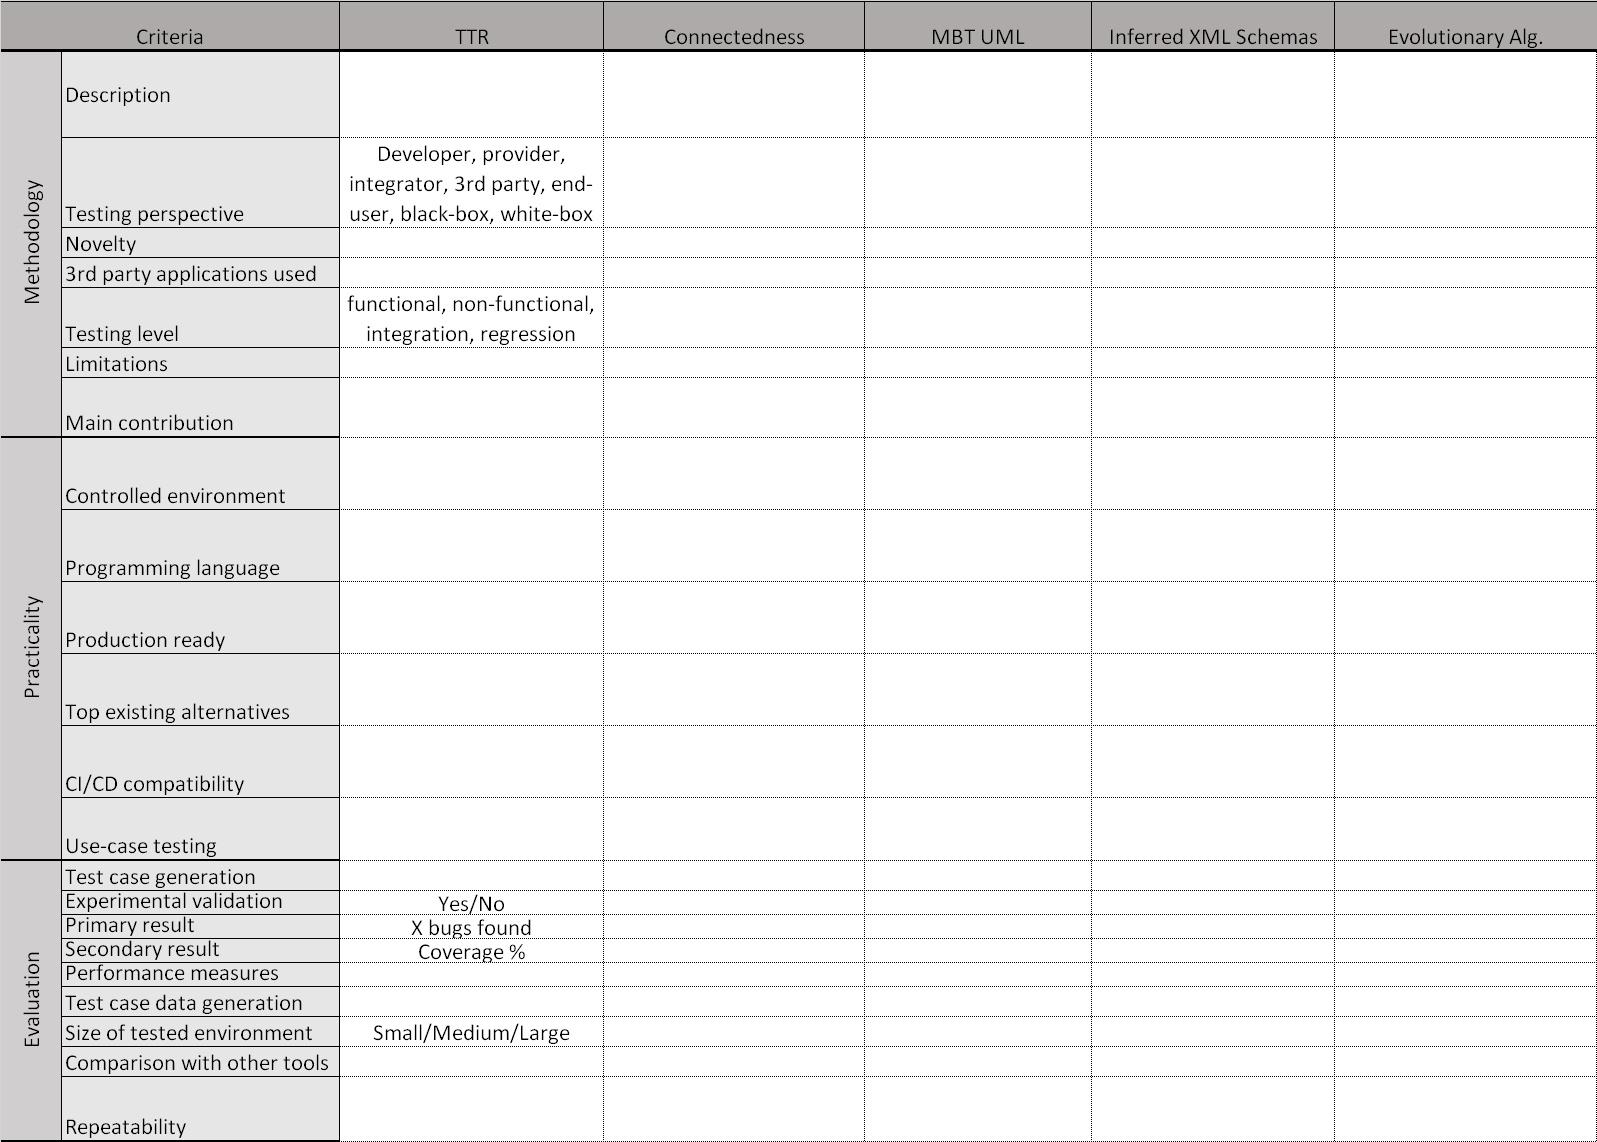 Criteria TTR Connectedness MBT UML Inferred XML Schemas Evolutionary Alg.
Methodology
Description
Developer, provider,
integrator, 3rd party, end-
Testing perspective user, black-box, white-box
Novelty
3rd party applications used
functional, non-functional,
Testing level integration, regression
Limitations
Main contribution
Practicality
Controlled environment
Programming language
Production ready
Top existing alternatives
CI/CD compatibility
Use-case testing
Evaluation
Test case generation
Experimental validation Yes/No
Primary result X bugs found
Secondary result Coverage %
Performance measures
Test case data generation
Size of tested environment Small/Medium/Large
Comparison with other tools
Repeatability